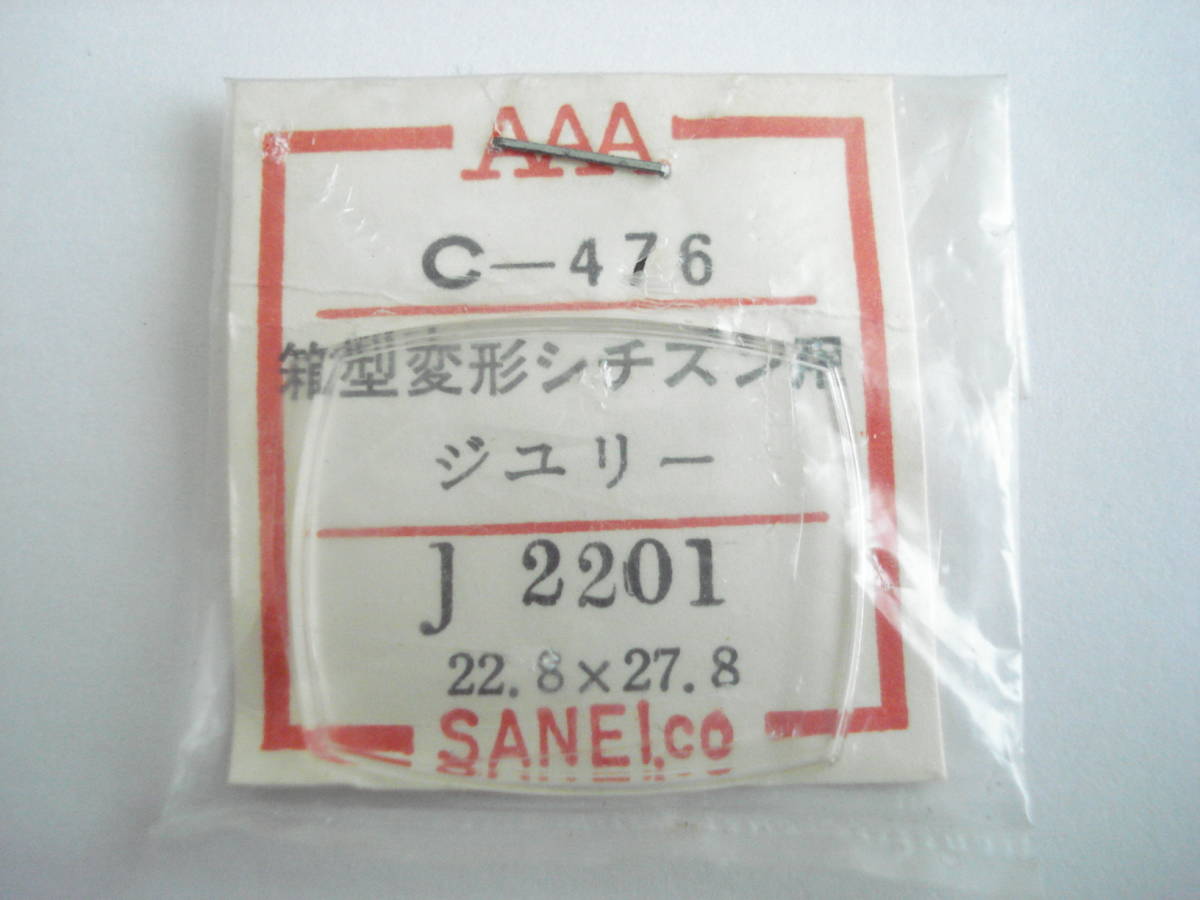 AAA
C—476
箱型変形シチズン用
ジユリー
J 2201
22.8×27.8
SANEI.co